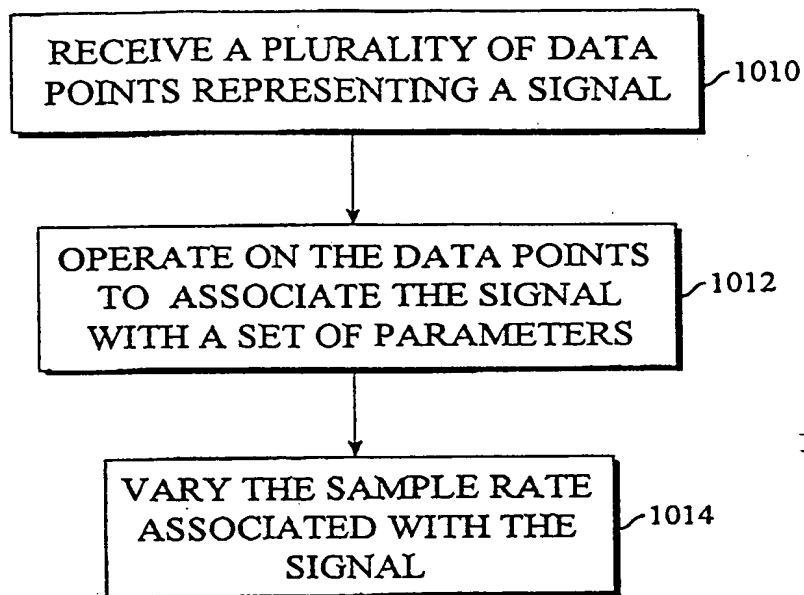 RECEIVE A PLURALITY OF DATA
POINTS REPRESENTING A SIGNAL
1010
OPERATE ON THE DATA POINTS
TO ASSOCIATE THE SIGNAL
WITH A SET OF PARAMETERS
1012
VARY THE SAMPLE RATE
ASSOCIATED WITH THE
SIGNAL
1014